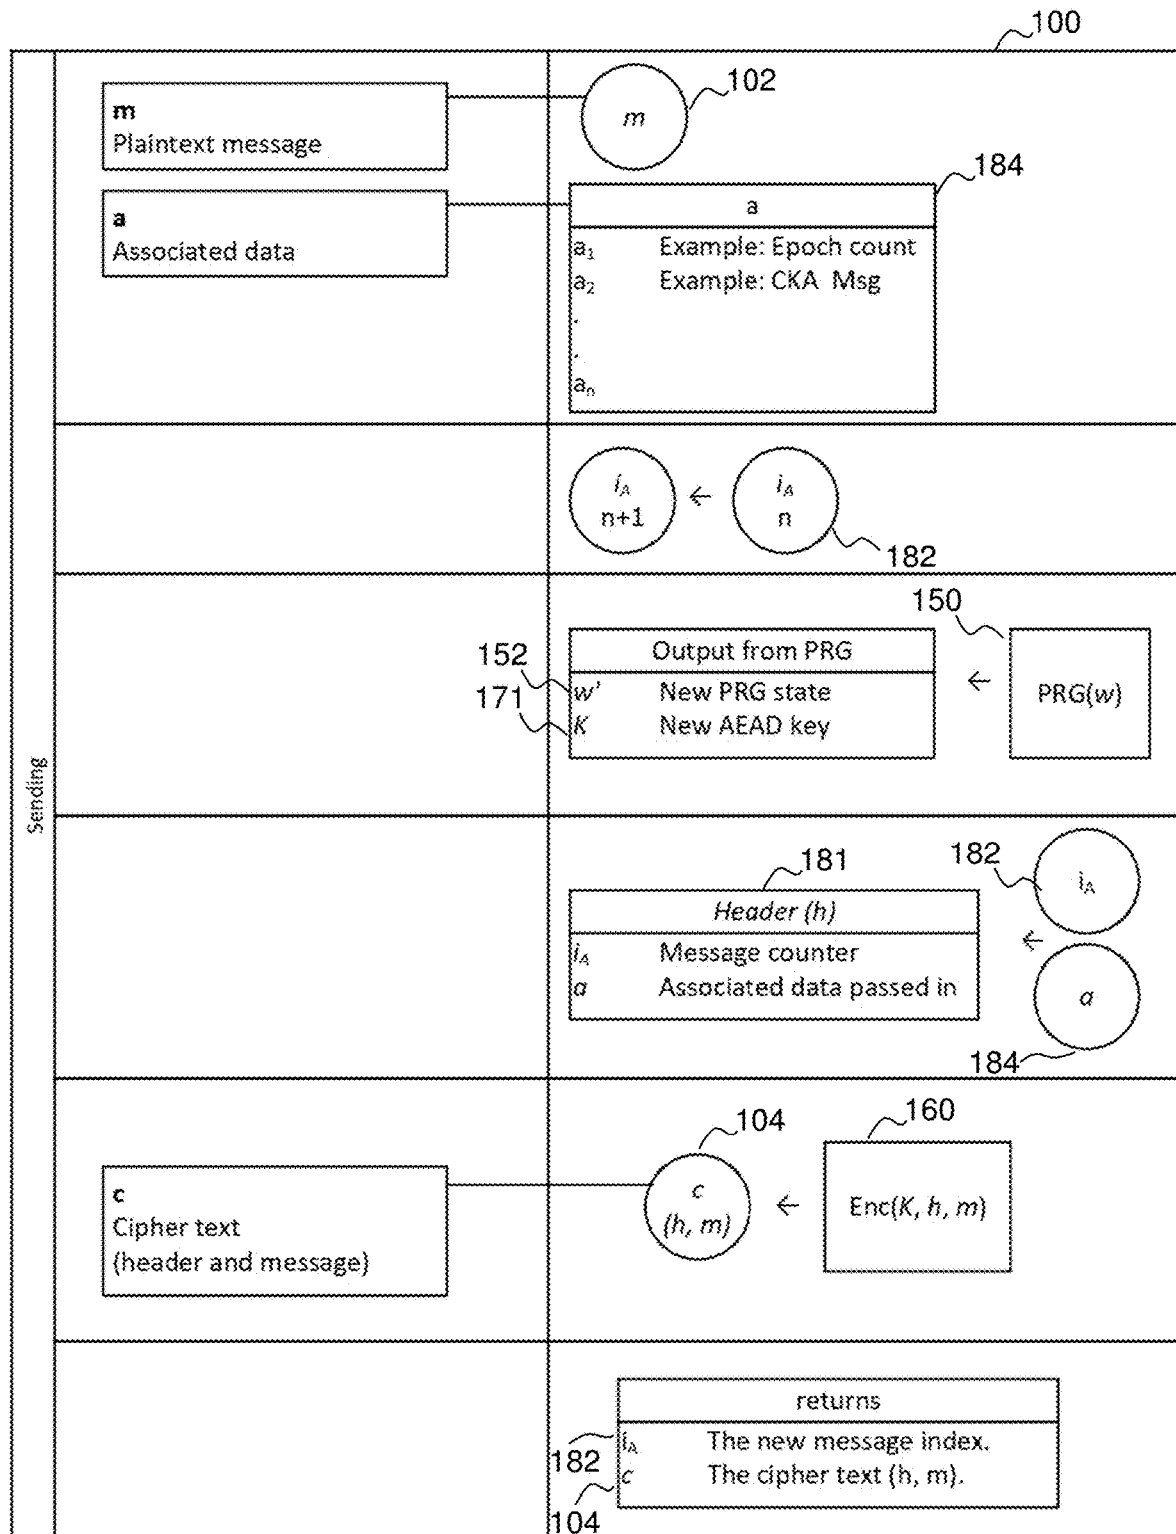 100
m
Plaintext message
m
102
a
Associated data
184
a
a1 Example: Epoch count
a2 Example: CKA Msg
.
.
an
iA
n+1
←
iA
n
182
150
Output from PRG
152
w' New PRG state
171
K New AEAD key
←
PRG(w)
Sending
181
182
iA
Header (h)
iA Message counter
a Associated data passed in
←
a
184
104
160
c
Cipher text
(header and message)
c
(h, m)
←
Enc(K, h, m)
returns
iA The new message index.
182
c The cipher text (h, m).
104